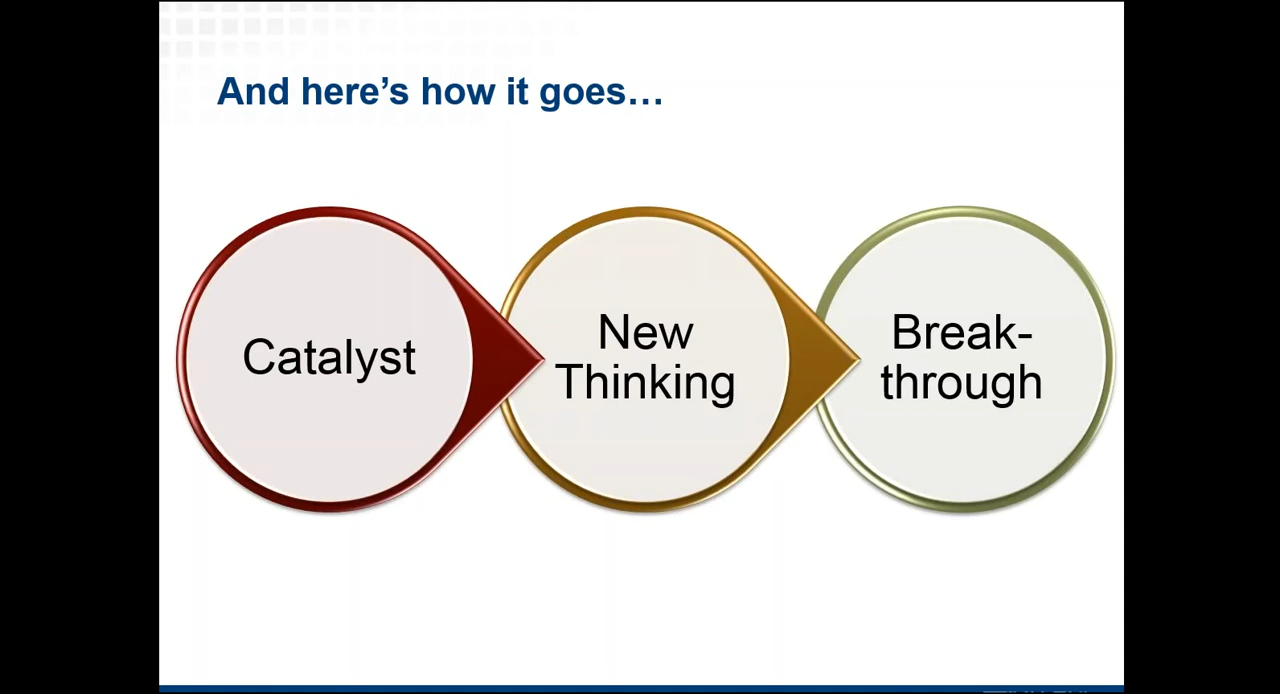 And here’s how it goes…
Catalyst
New
Thinking
Break-
through